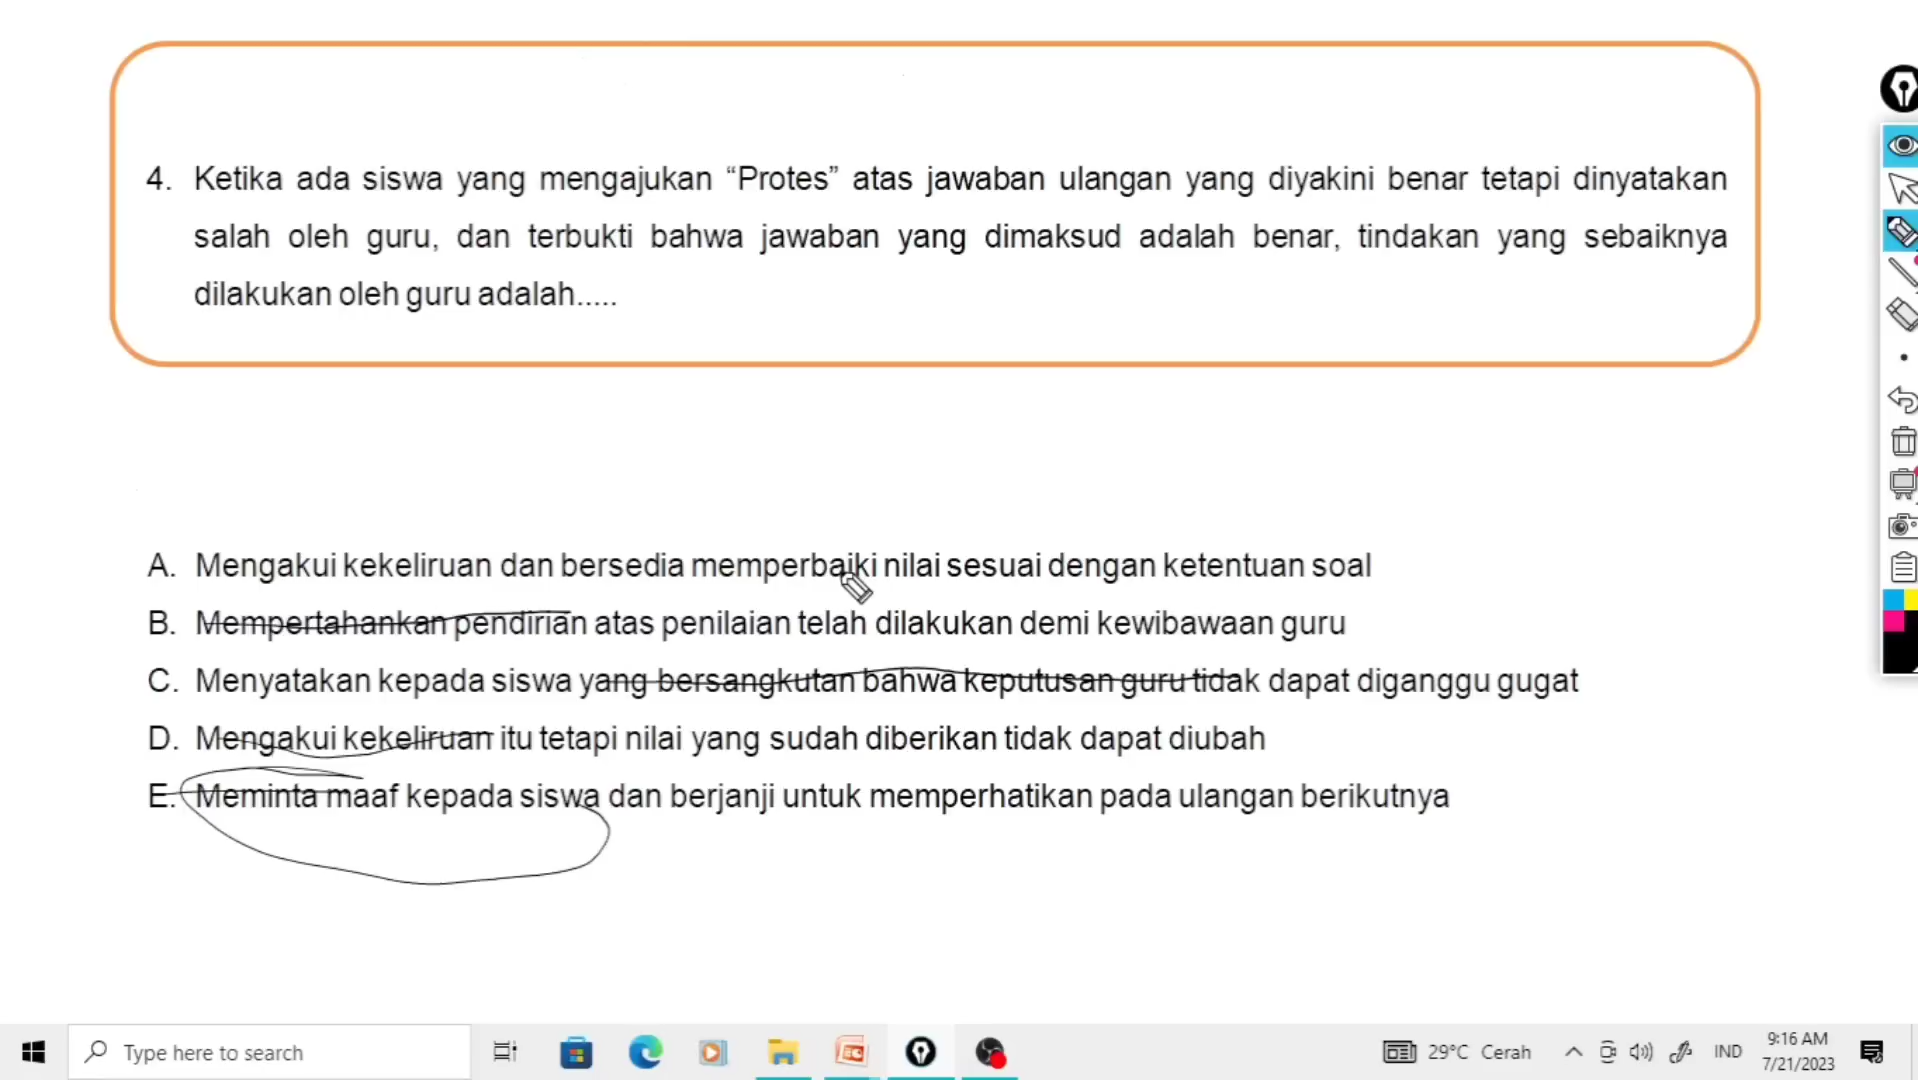 4. Ketika ada siswa yang mengajukan “Protes” atas jawaban ulangan yang diyakini benar tetapi dinyatakan
salah oleh guru, dan terbukti bahwa jawaban yang dimaksud adalah benar, tindakan yang sebaiknya
dilakukan oleh guru adalah.....
A. Mengakui kekeliruan dan bersedia memperbaiki nilai sesuai dengan ketentuan soal
B. Mempertahankan pendirian atas penilaian telah dilakukan demi kewibawaan guru
C. Menyatakan kepada siswa yang bersangkutan bahwa keputusan guru tidak dapat diganggu gugat
D. Mengakui kekeliruan itu tetapi nilai yang sudah diberikan tidak dapat diubah
E. Meminta maaf kepada siswa dan berjanji untuk memperhatikan pada ulangan berikutnya
Type here to search
29°C Cerah
IND
9:16 AM
7/21/2023